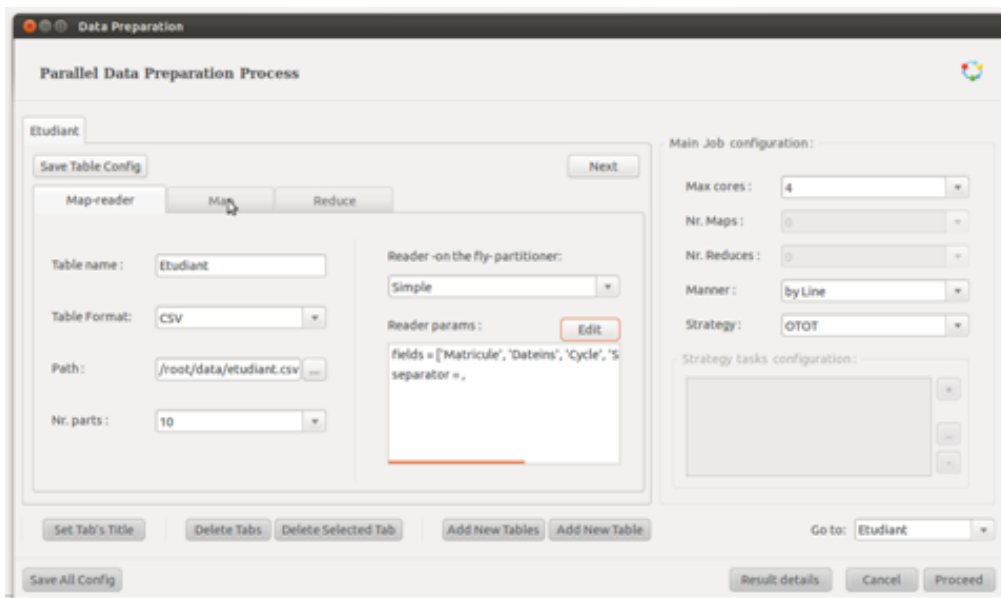 Data Preparation
Parallel Data Preparation Process
Etudiant
Save Table Config
Next
Map-reader
Map
Reduce
Table name :
Etudiant
Table Format:
CSV
Path :
/root/data/etudiant.csv
...
Nr. parts :
10
Reader -on the fly- partitioner:
Simple
Reader params :
Edit
fields = ['Matricule', 'Dateins', 'Cycle', 'S
separator = ,
Main Job configuration :
Max cores :
4
Nr. Maps :
0
Nr. Reduces :
0
Manner :
by Line
Strategy :
OTOT
Strategy tasks configuration :
...
Set Tab's Title
Delete Tabs
Delete Selected Tab
Add New Tables
Add New Table
Go to:
Etudiant
Save All Config
Result details
Cancel
Proceed